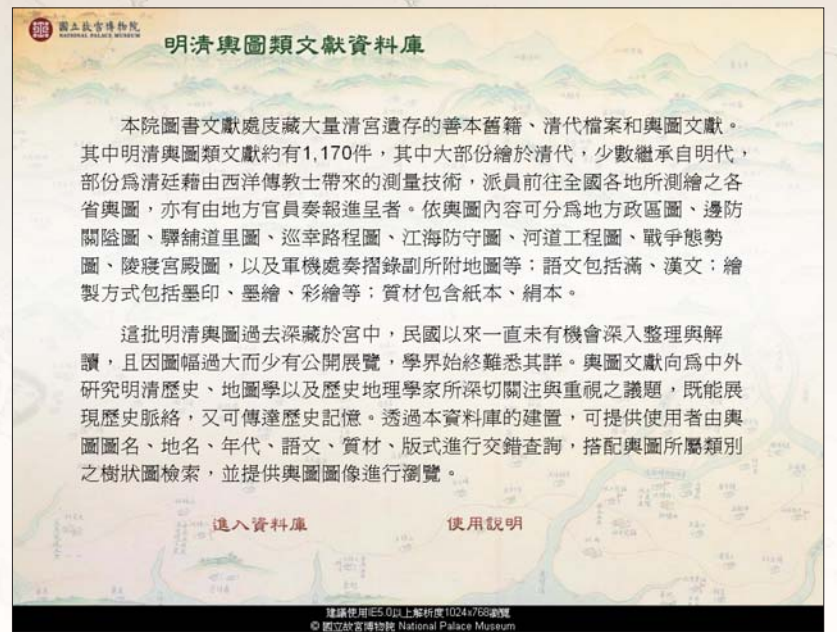 國立故宮博物院
NATIONAL PALACE MUSEUM
明清輿圖類文獻資料庫
本院圖書文獻處庋藏大量清宮遺存的善本舊籍、清代檔案和輿圖文獻。
其中明清輿圖類文獻約有1,170件，其中大部份繪於清代，少數繼承自明代，
部份為清廷藉由西洋傳教士帶來的測量技術，派員前往全國各地所測繪之各
省輿圖，亦有由地方官員奏報進呈者。依輿圖內容可分為地方政區圖、邊防
關隘圖、驛舖道里圖、巡幸路程圖、江海防守圖、河道工程圖、戰爭態勢
圖、陵寢宮殿圖，以及軍機處奏摺錄副所附地圖等；語文包括滿、漢文；繪
製方式包括墨印、墨繪、彩繪等；質材包含紙本、絹本。
這批明清輿圖過去深藏於宮中，民國以來一直未有機會深入整理與解
讀，且因圖幅過大而少有公開展覽，學界始終難悉其詳。輿圖文獻向為中外
研究明清歷史、地圖學以及歷史地理學家所深切關注與重視之議題，既能展
現歷史脈絡，又可傳達歷史記憶。透過本資料庫的建置，可提供使用者由輿
圖圖名、地名、年代、語文、質材、版式進行交錯查詢，搭配輿圖所屬類別
之樹狀圖檢索，並提供輿圖圖像進行瀏覽。
進入資料庫
使用說明
建議使用IE5.0以上解析度1024x768瀏覽
© 國立故宮博物院 National Palace Museum